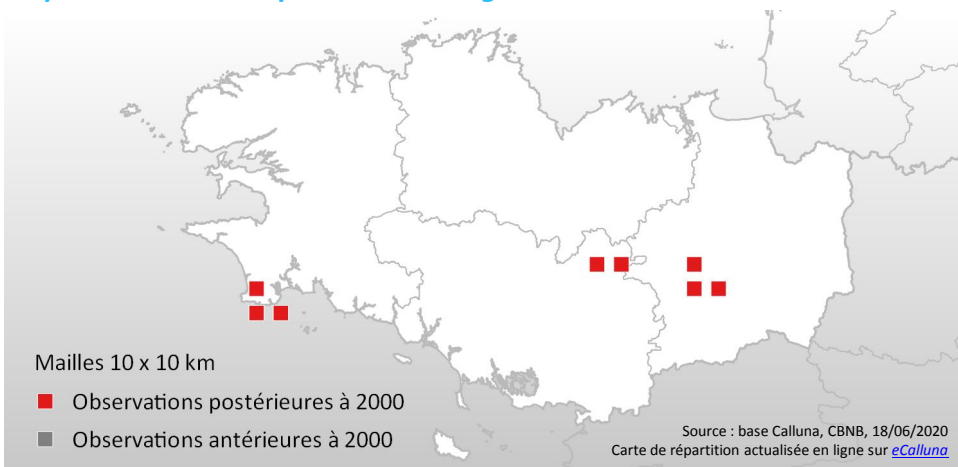 Mailles 10 x 10 km
Observations postérieures à 2000
Observations antérieures à 2000
Source : base Calluna, CBNB, 18/06/2020
Carte de répartition actualisée en ligne sur eCalluna